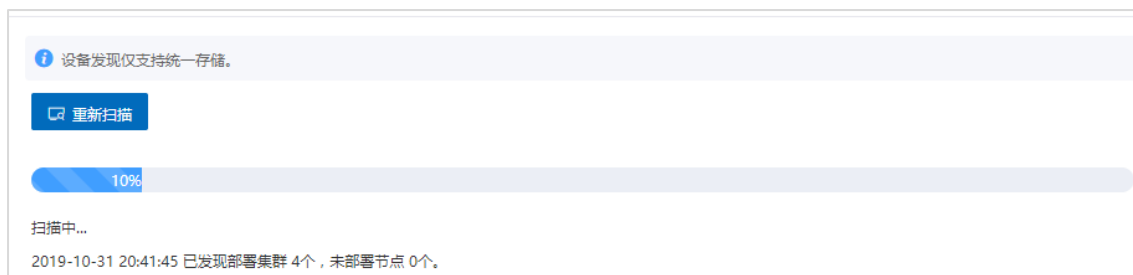 设备发现仅支持统一存储。
重新扫描
10%
扫描中...
2019-10-31 20:41:45 已发现部署集群 4个，未部署节点 0个。